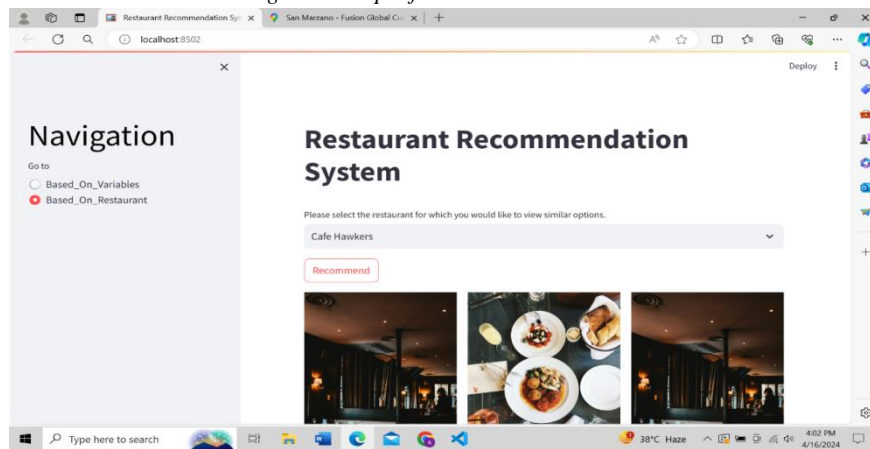 Restaurant Recommendation Sys
San Marzano - Fusion Global Cui
localhost:8502
Deploy
Navigation
Go to
Based_On_Variables
Based_On_Restaurant
Restaurant Recommendation
System
Please select the restaurant for which you would like to view similar options.
Cafe Hawkers
Recommend
Type here to search
38°C Haze
4:02 PM
4/16/2024